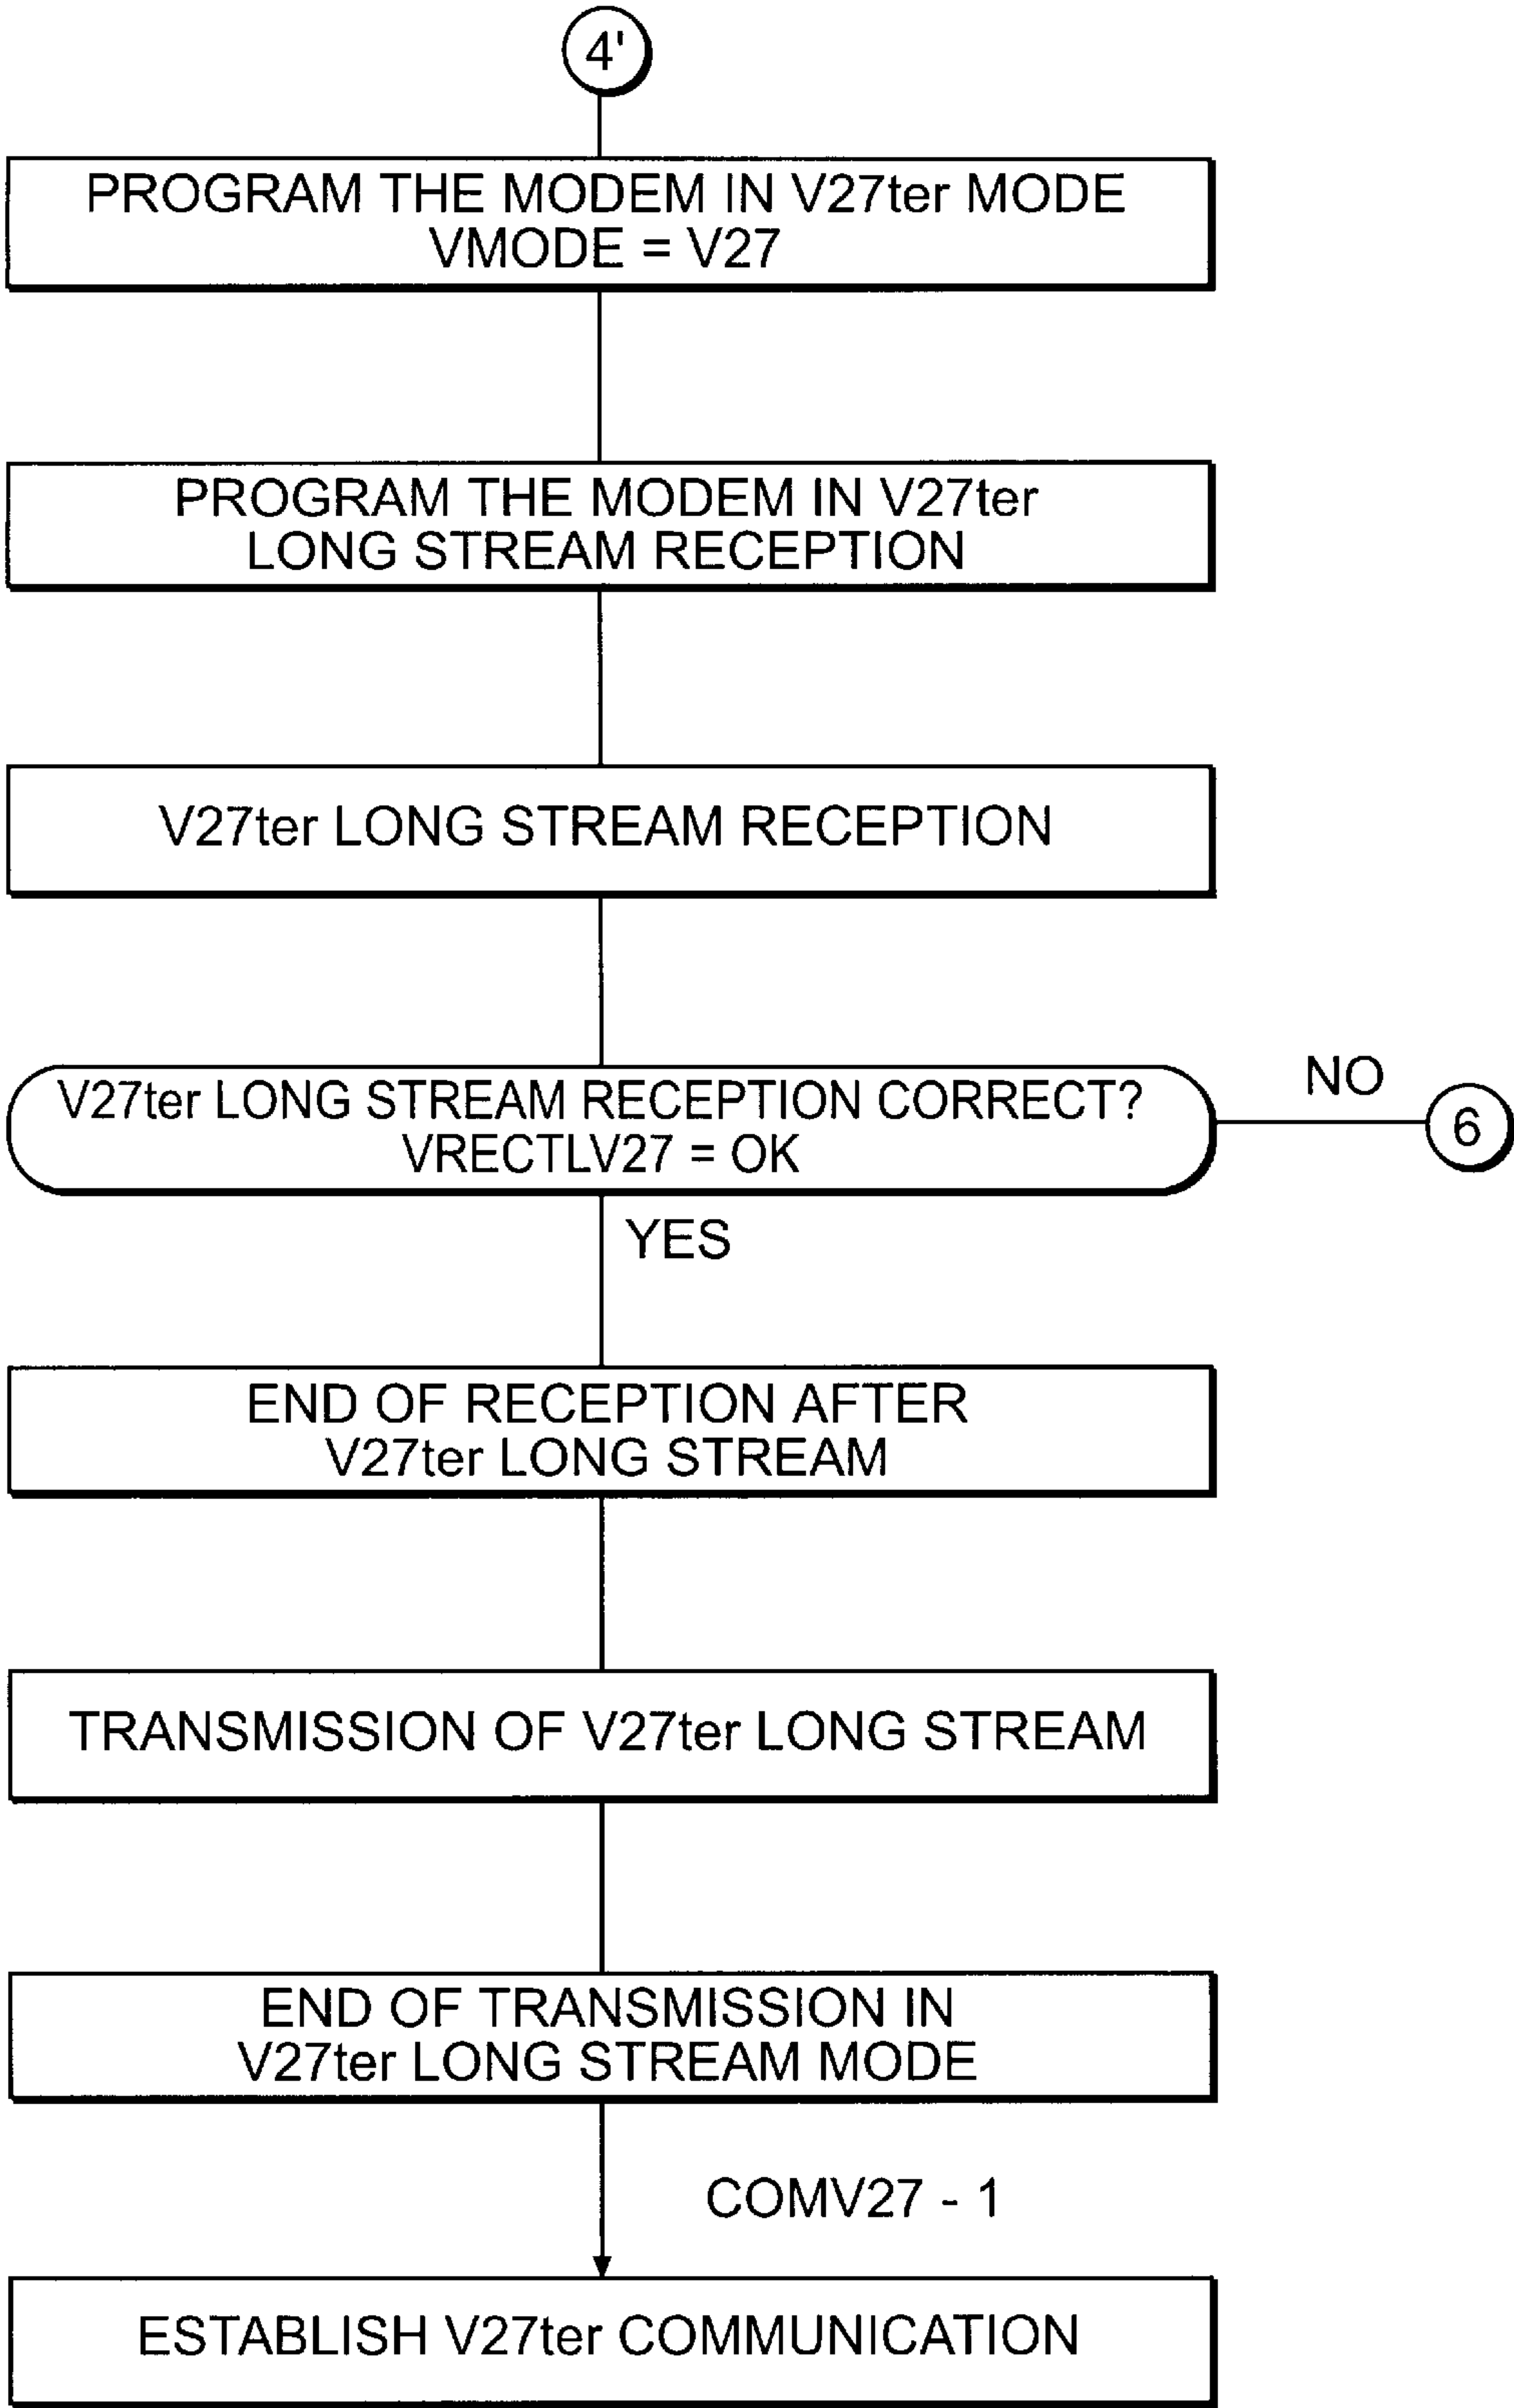 4'
PROGRAM THE MODEM IN V27ter MODE
VMODE = V27
PROGRAM THE MODEM IN V27ter
LONG STREAM RECEPTION
V27ter LONG STREAM RECEPTION
V27ter LONG STREAM RECEPTION CORRECT?
VRECTLV27 = OK
NO
6
YES
END OF RECEPTION AFTER
V27ter LONG STREAM
TRANSMISSION OF V27ter LONG STREAM
END OF TRANSMISSION IN
V27ter LONG STREAM MODE
COMV27 - 1
ESTABLISH V27ter COMMUNICATION